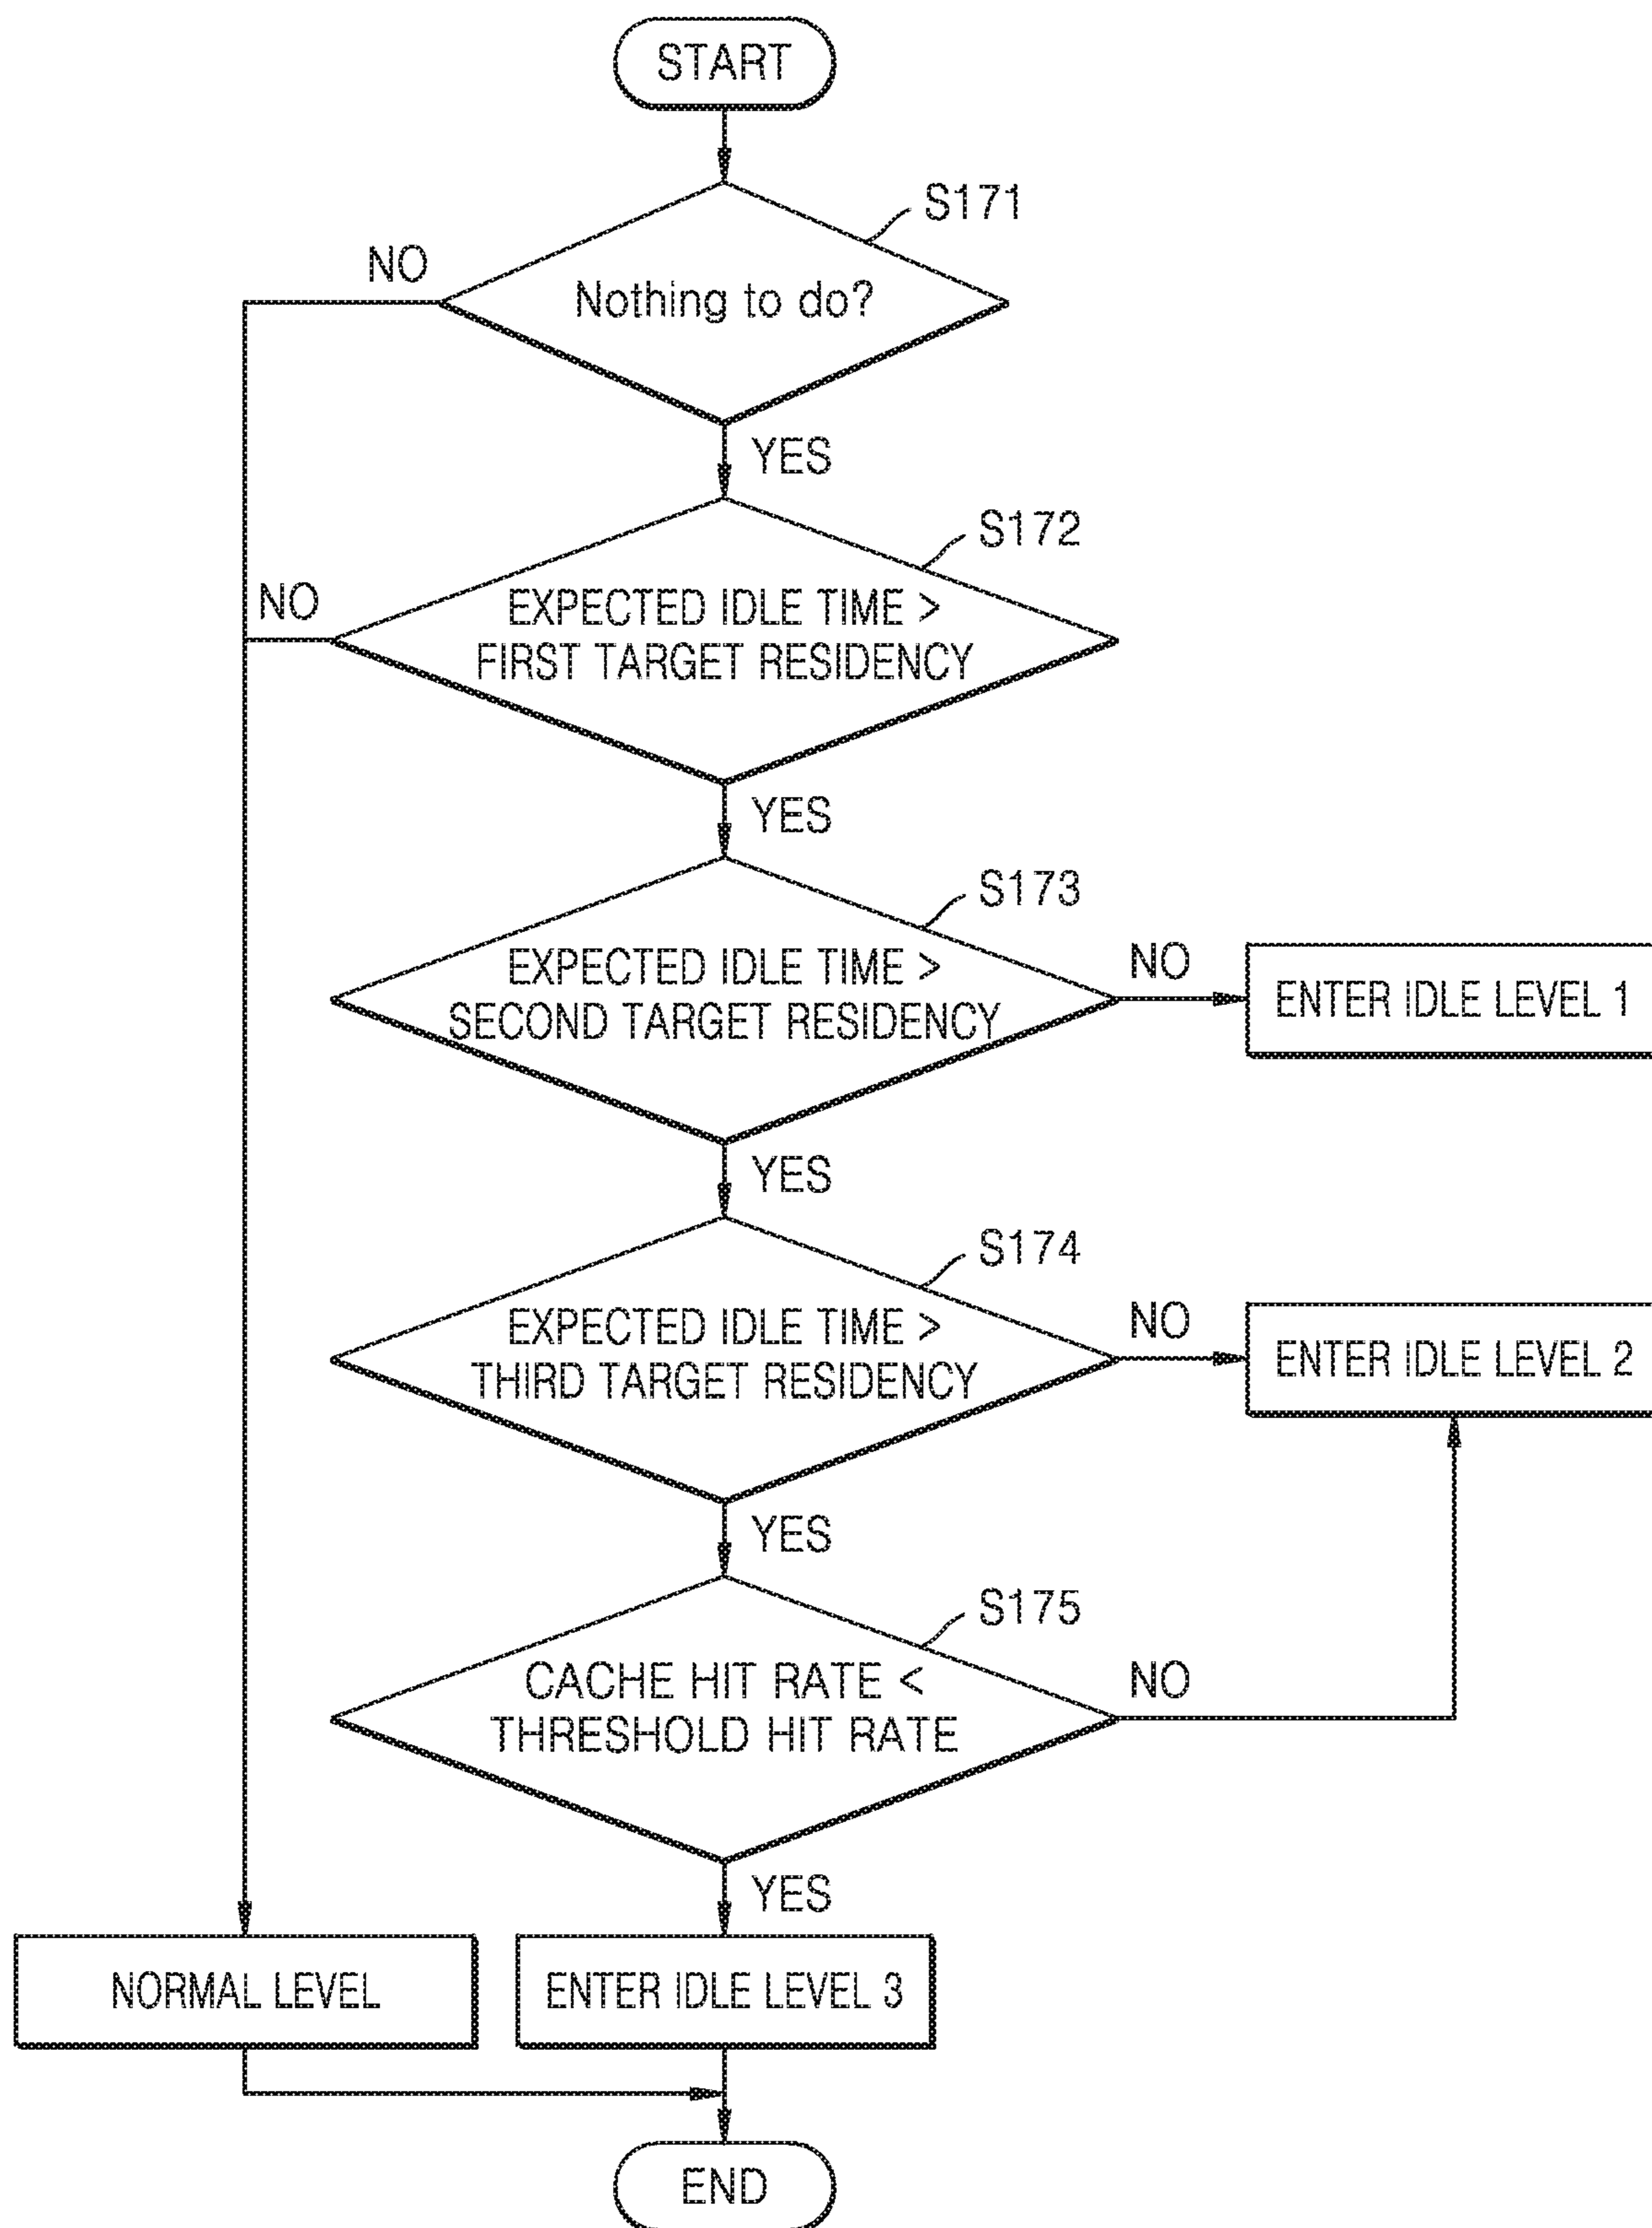 START
S171
NO
Nothing to do?
YES
S172
NO
EXPECTED IDLE TIME >
FIRST TARGET RESIDENCY
YES
S173
EXPECTED IDLE TIME >
SECOND TARGET RESIDENCY
NO
ENTER IDLE LEVEL 1
YES
S174
EXPECTED IDLE TIME >
THIRD TARGET RESIDENCY
NO
ENTER IDLE LEVEL 2
YES
S175
CACHE HIT RATE <
THRESHOLD HIT RATE
NO
YES
NORMAL LEVEL
ENTER IDLE LEVEL 3
END